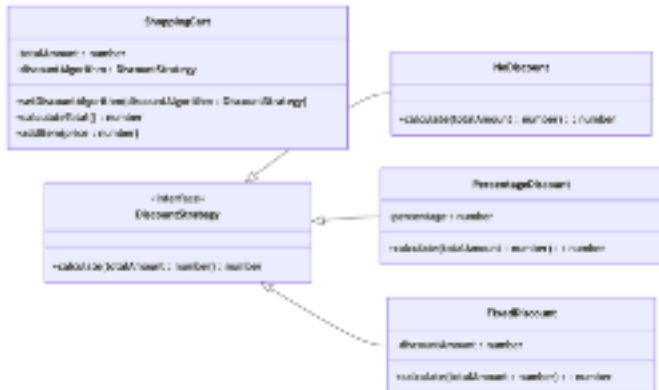 ShoppingCart
-totalAmount : number
-discountAlgorithm : DiscountStrategy
+setDiscountAlgorithm(discountAlgorithm : DiscountStrategy)
+calculateTotal() : number
+addItem(price : number)
NoDiscount
+calculate(totalAmount : number) : : number
«interface»
DiscountStrategy
+calculate(totalAmount : number) : number
PercentageDiscount
-percentage : number
+calculate(totalAmount : number) : : number
FixedDiscount
-discountAmount : number
+calculate(totalAmount : number) : : number